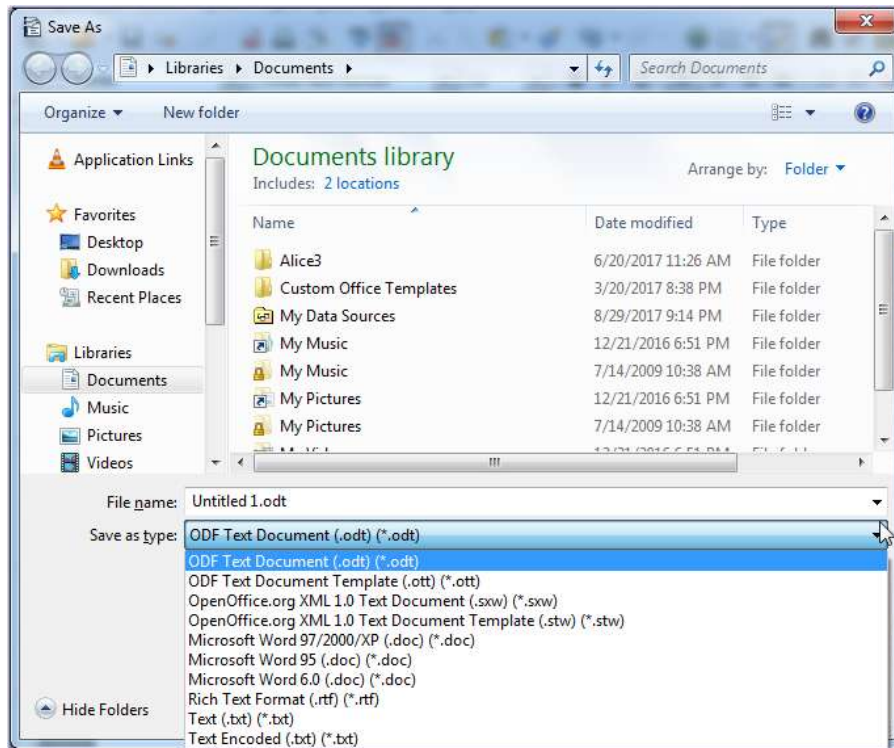 Save As
Libraries Documents
Search Documents
Organize New folder
Application Links
Favorites
Desktop
Downloads
Recent Places
Libraries
Documents
Music
Pictures
Videos
Documents library
Includes: 2 locations
Arrange by: Folder
Name Date modified Type
Alice3 6/20/2017 11:26 AM File folder
Custom Office Templates 3/20/2017 8:38 PM File folder
My Data Sources 8/29/2017 9:14 PM File folder
My Music 12/21/2016 6:51 PM File folder
My Music 7/14/2009 10:38 AM File folder
My Pictures 12/21/2016 6:51 PM File folder
My Pictures 7/14/2009 10:38 AM File folder
File name: Untitled 1.odt
Save as type: ODF Text Document (.odt) (*.odt)
ODF Text Document (.odt) (*.odt)
ODF Text Document Template (.ott) (*.ott)
OpenOffice.org XML 1.0 Text Document (.sxw) (*.sxw)
OpenOffice.org XML 1.0 Text Document Template (.stw) (*.stw)
Microsoft Word 97/2000/XP (.doc) (*.doc)
Microsoft Word 95 (.doc) (*.doc)
Microsoft Word 6.0 (.doc) (*.doc)
Rich Text Format (.rtf) (*.rtf)
Text (.txt) (*.txt)
Text Encoded (.txt) (*.txt)
Hide Folders